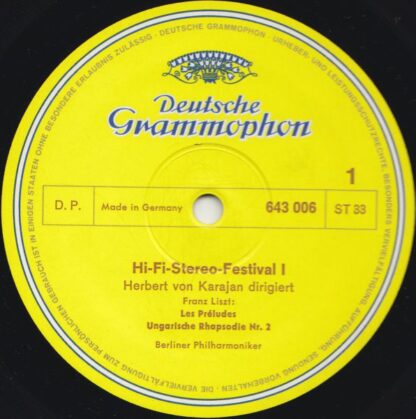 DEUTSCHE GRAMMOPHON · URHEBER- UND LEISTUNGSSCHUTZRECHTE
Deutsche
Grammophon
1
D. P.
Made in Germany
643 006
ST 33
Hi-Fi-Stereo-Festival I
Herbert von Karajan dirigiert
Franz Liszt:
Les Préludes
Ungarische Rhapsodie Nr. 2
Berliner Philharmoniker
AUFFÜHRUNG, SENDUNG VORBEHALTEN · DIE VERVIELFÄLTIGUNG ZUM PERSÖNLICHEN GEBRAUCH IST IN EINIGEN STAATEN OHNE BESONDERE ERLAUBNIS ZULÄSSIG ·